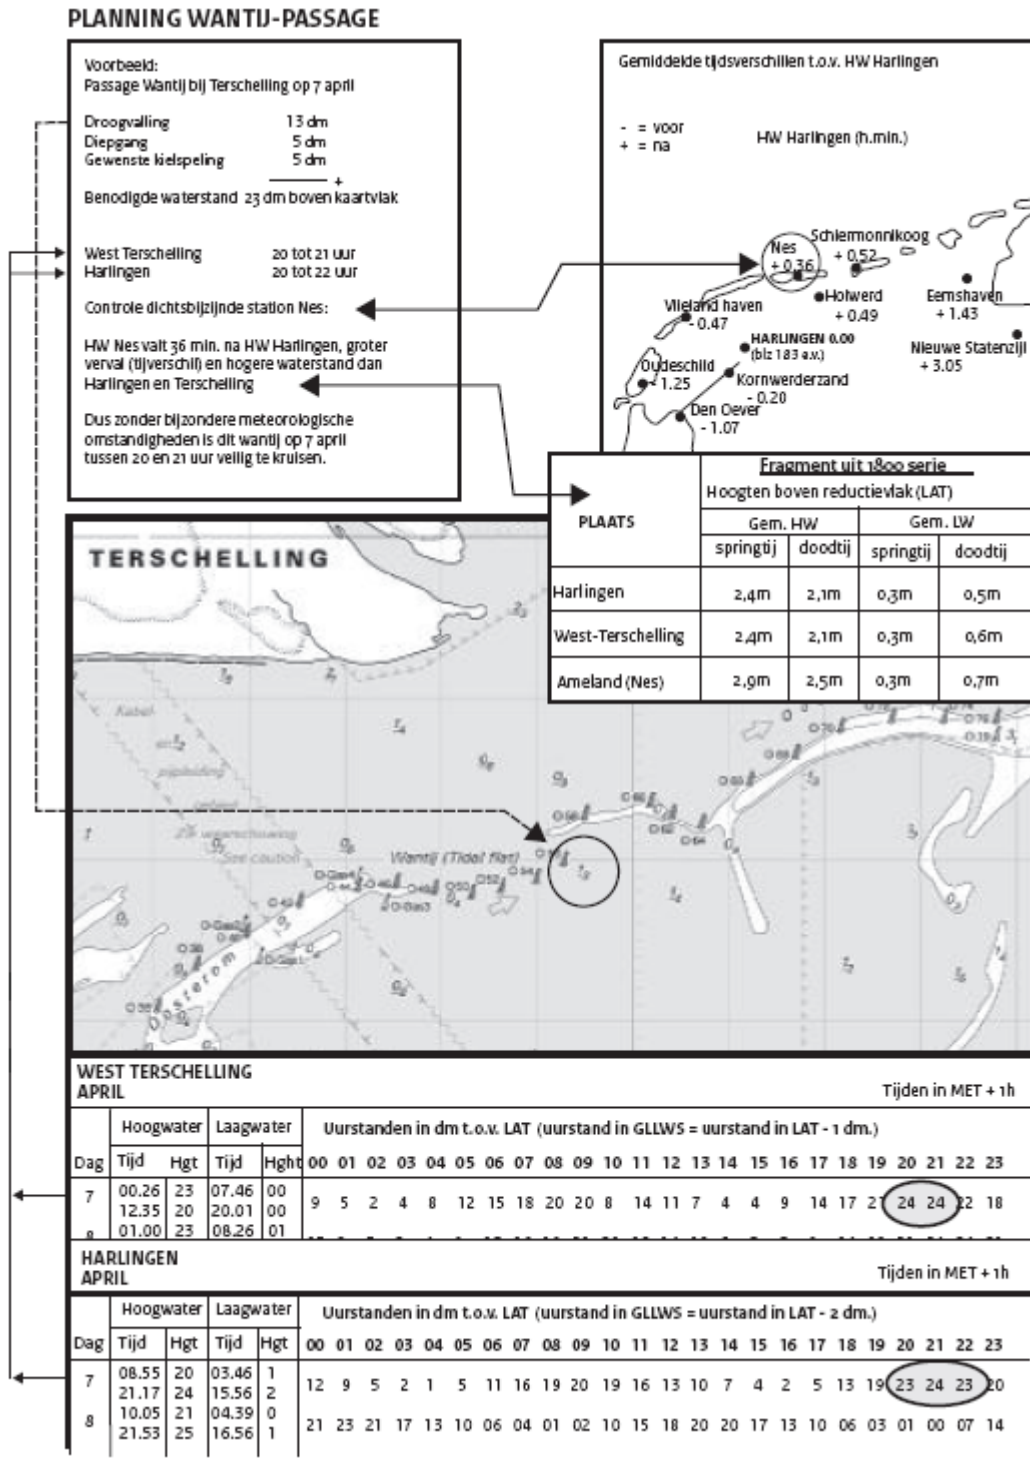 PLANNING WANTIJ-PASSAGE
Voorbeeld:
Passage Wantij bij Terschelling op 7 april
Droogvalling 13 dm
Diepgang 5 dm
Gewenste kielspeling 5 dm
+
Benodigde waterstand 23 dm boven kaartvlak
West Terschelling 20 tot 21 uur
Harlingen 20 tot 22 uur
Controle dichtsbijzijnde station Nes:
HW Nes valt 36 min. na HW Harlingen, groter
verval (tijverschil) en hogere waterstand dan
Harlingen en Terschelling
Dus zonder bijzondere meteorologische
omstandigheden is dit wantij op 7 april
tussen 20 en 21 uur veilig te kruisen.
Gemiddelde tijdsverschillen t.o.v. HW Harlingen
- = voor
+ = na
HW Harlingen (h.min.)
Schiermonnikoog
+ 0.52
Nes
+ 0.36
Holwerd
+ 0.49
Eemshaven
+ 1.43
Vlieland haven
- 0.47
HARLINGEN 0.00
(blz 183 e.v.)
Nieuwe Statenzijl
+ 3.05
Oudeschild
- 1.25
Kornwerderzand
- 0.20
Den Oever
- 1.07
Fragment uit 1800 serie
Hoogten boven reductievlak (LAT)
PLAATS Gem. HW Gem. LW
springtij doodtij springtij doodtij
Harlingen 2,4m 2,1m 0,3m 0,5m
West-Terschelling 2,4m 2,1m 0,3m 0,6m
Ameland (Nes) 2,9m 2,5m 0,3m 0,7m
TERSCHELLING
Kabel-
en
pijpleiding
gebied
Zie waarschuwing
See caution
Wantij (Tidal flat)
Oosterom
WEST TERSCHELLING
APRIL
Tijden in MET + 1h
Hoogwater Laagwater Uurstanden in dm t.o.v. LAT (uurstand in GLLWS = uurstand in LAT - 1 dm.)
Dag Tijd Hgt Tijd Hght 00 01 02 03 04 05 06 07 08 09 10 11 12 13 14 15 16 17 18 19 20 21 22 23
7 00.26 23 07.46 00 9 5 2 4 8 12 15 18 20 20 8 14 11 7 4 4 9 14 17 21 24 24 22 18
12.35 20 20.01 00
8 01.00 23 08.26 01
HARLINGEN
APRIL
Tijden in MET + 1h
Hoogwater Laagwater Uurstanden in dm t.o.v. LAT (uurstand in GLLWS = uurstand in LAT - 2 dm.)
Dag Tijd Hgt Tijd Hgt 00 01 02 03 04 05 06 07 08 09 10 11 12 13 14 15 16 17 18 19 20 21 22 23
7 08.55 20 03.46 1 12 9 5 2 1 5 11 16 19 20 19 16 13 10 7 4 2 5 13 19 23 24 23 20
21.17 24 15.56 2
8 10.05 21 04.39 0 21 23 21 17 13 10 06 04 01 02 10 15 18 20 20 17 13 10 06 03 01 00 07 14
21.53 25 16.56 1